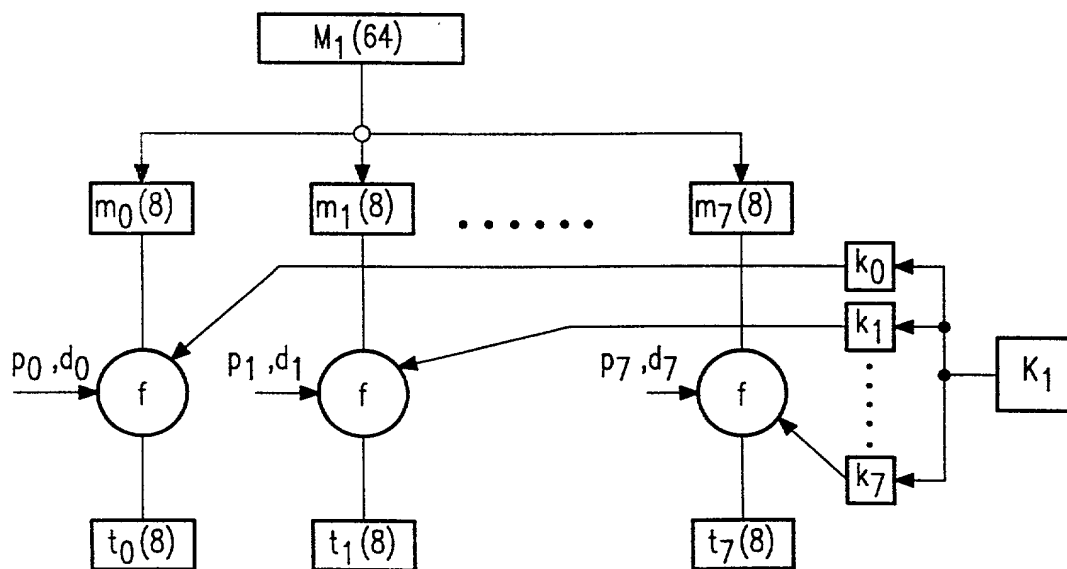 M₁(64)
m₀(8) m₁(8) m₇(8)
k₀
k₁
p₀,d₀ f p₁,d₁ f p₇,d₇ f K₁
k₇
t₀(8) t₁(8) t₇(8)